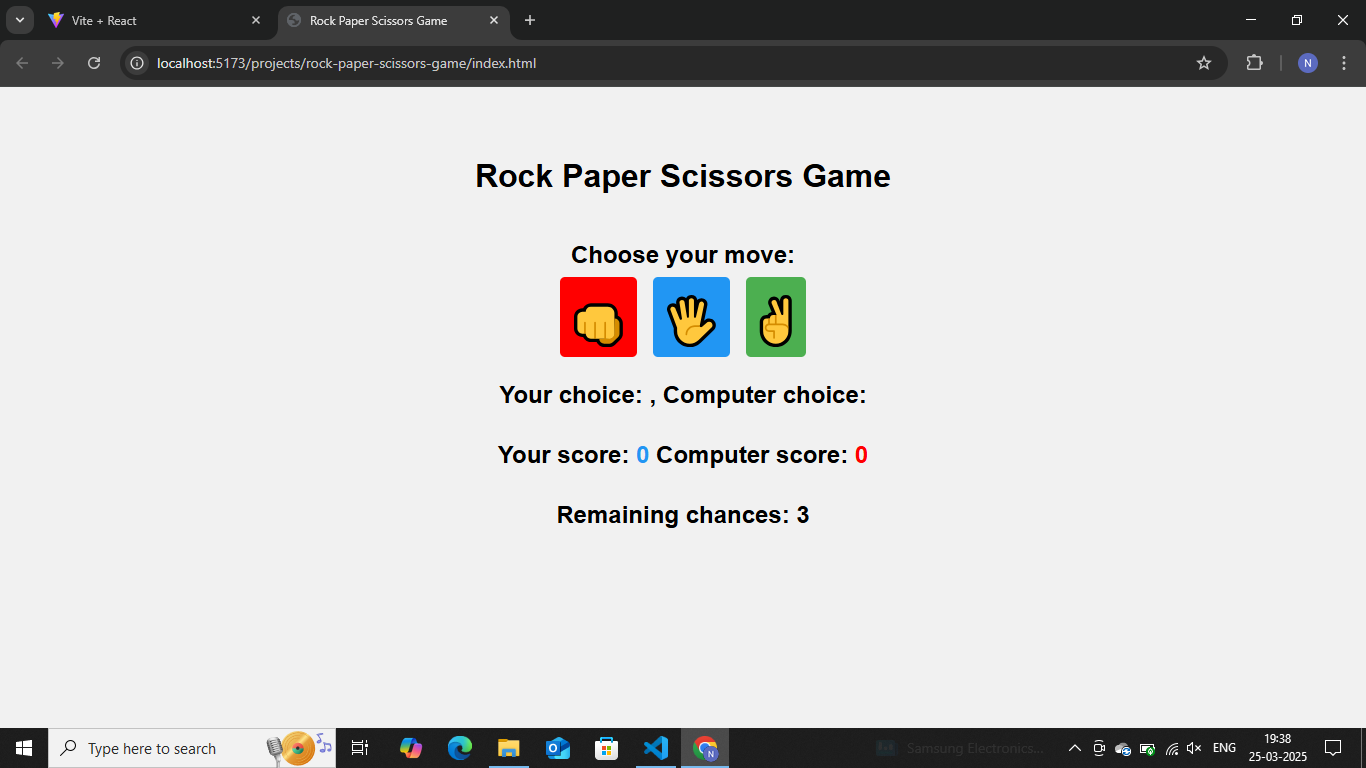 Vite + React
Rock Paper Scissors Game
localhost:5173/projects/rock-paper-scissors-game/index.html
N
Rock Paper Scissors Game
Choose your move:
Your choice: , Computer choice:
Your score: 0 Computer score: 0
Remaining chances: 3
Type here to search
N
Samsung Electronics...
ENG
19:38
25-03-2025